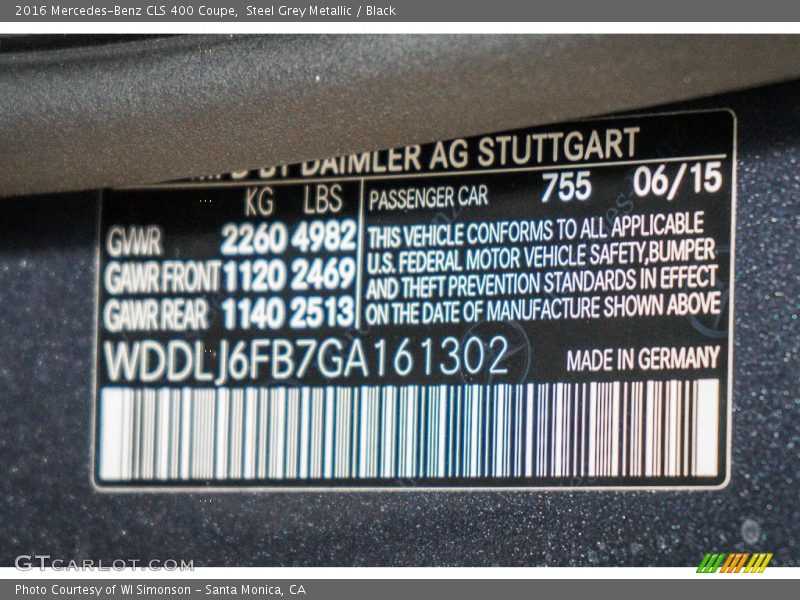 2016 Mercedes-Benz CLS 400 Coupe, Steel Grey Metallic / Black
MFD BY DAIMLER AG STUTTGART
KG LBS
GVWR 2260 4982
GAWR FRONT 1120 2469
GAWR REAR 1140 2513
PASSENGER CAR 755 06/15
THIS VEHICLE CONFORMS TO ALL APPLICABLE
U.S. FEDERAL MOTOR VEHICLE SAFETY,BUMPER
AND THEFT PREVENTION STANDARDS IN EFFECT
ON THE DATE OF MANUFACTURE SHOWN ABOVE
WDDLJ6FB7GA161302
MADE IN GERMANY
GTCARLOT.COM
Photo Courtesy of WI Simonson - Santa Monica, CA